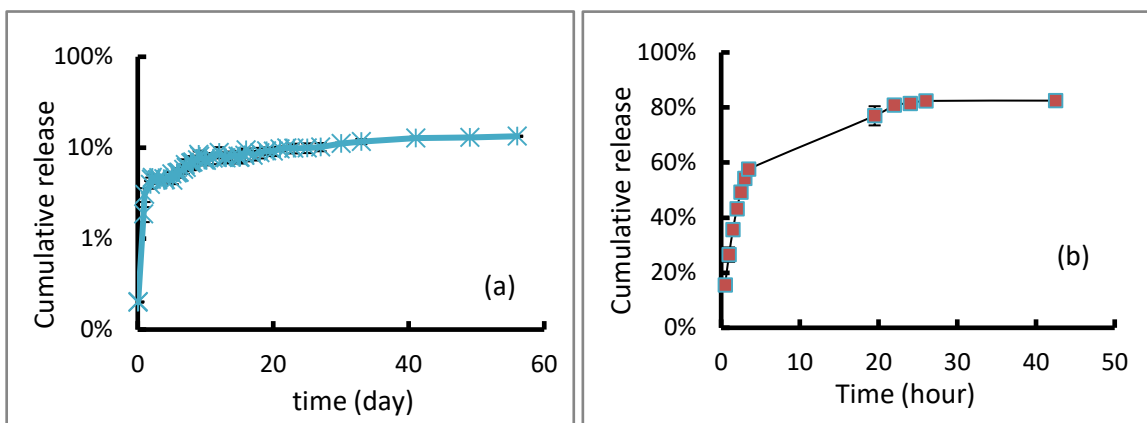 100%
10%
1%
0%
Cumulative release
0 20 40 60
time (day)
(a)
100%
80%
60%
40%
20%
0%
Cumulative release
0 10 20 30 40 50
Time (hour)
(b)